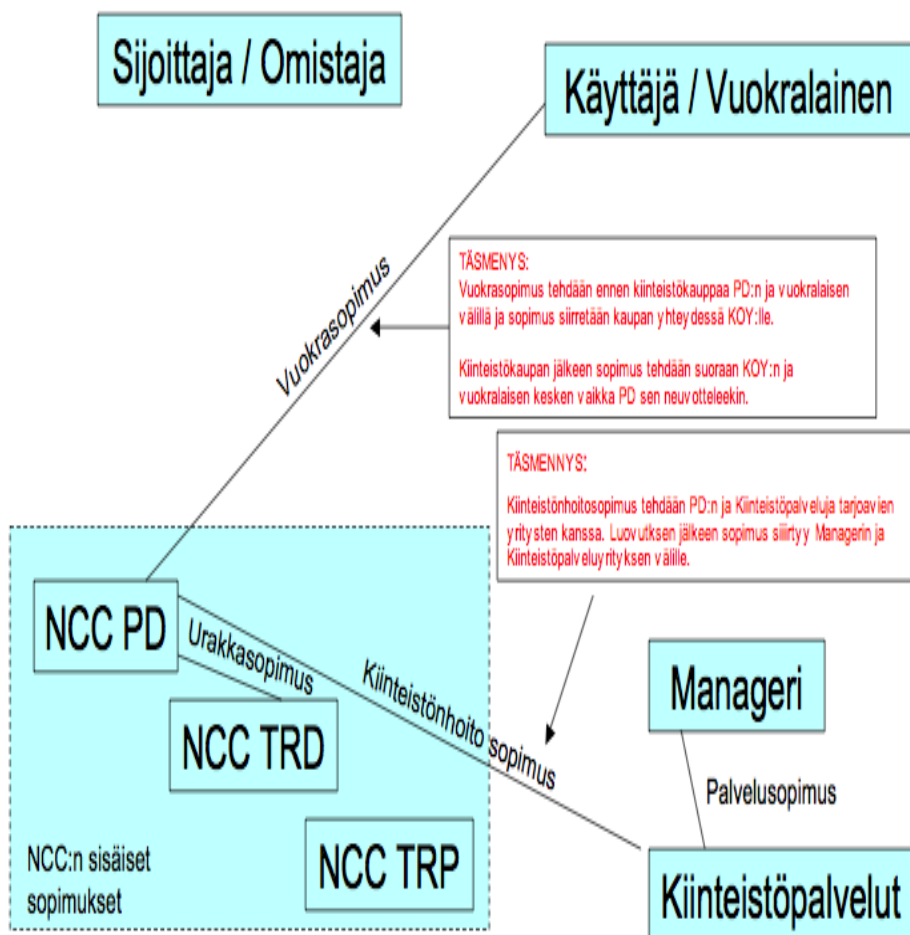 Sijoittaja / Omistaja
Käyttäjä / Vuokralainen
Vuokrasopimus
TÄSMENYS:
Vuokrasopimus tehdään ennen kiinteistökauppaa PD:n ja vuokralaisen
välillä ja sopimus siirretään kaupan yhteydessä KOY:lle.
Kiinteistökaupan jälkeen sopimus tehdään suoraan KOY:n ja
vuokralaisen kesken vaikka PD sen neuvotteleekin.
TÄSMENNYS:
Kiinteistönhoitosopimus tehdään PD:n ja Kiinteistöpalveluja tarjoavien
yritysten kanssa. Luovutksen jälkeen sopimus siiirtyy Managerin ja
Kiinteistöpalveluyrityksen välille.
NCC PD
Urakkasopimus
Kiinteistönhoito sopimus
NCC TRD
Manageri
Palvelusopimus
NCC TRP
NCC:n sisäiset
sopimukset
Kiinteistöpalvelut